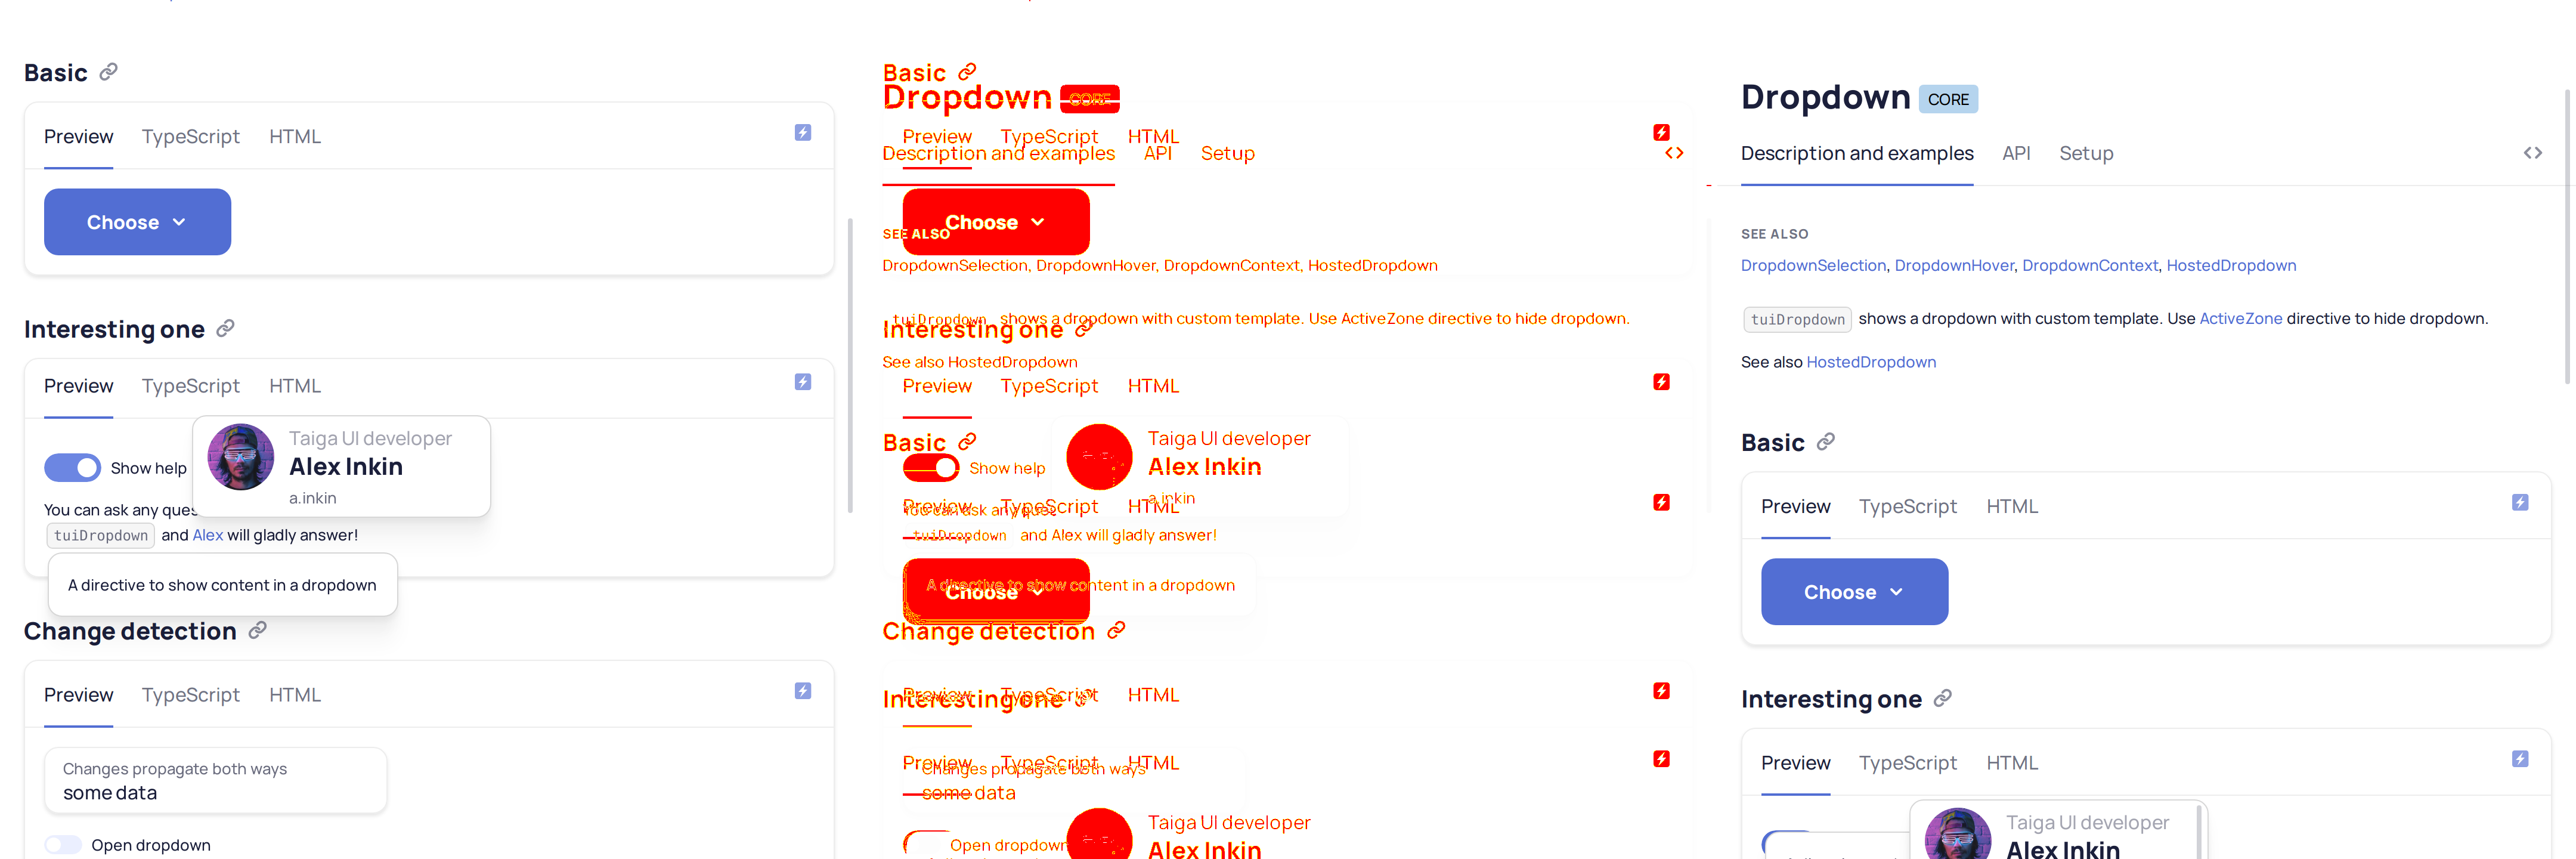 Basic
Preview TypeScript HTML
Choose
Interesting one
Preview TypeScript HTML
Taiga UI developer
Alex Inkin
a.inkin
Show help
You can ask any ques
tuiDropdown and Alex will gladly answer!
A directive to show content in a dropdown
Change detection
Preview TypeScript HTML
Changes propagate both ways
some data
Open dropdown
Basic
Dropdown CORE
Preview TypeScript HTML
Description and examples API Setup
Choose
SEE ALSO
DropdownSelection, DropdownHover, DropdownContext, HostedDropdown
tuiDropdown shows a dropdown with custom template. Use ActiveZone directive to hide dropdown.
Interesting one
See also HostedDropdown
Preview TypeScript HTML
Taiga UI developer
Basic
Alex Inkin
Show help
a.inkin
Preview TypeScript HTML
You can ask any ques
tuiDropdown and Alex will gladly answer!
A directive to show content in a dropdown
Choose
Change detection
Preview TypeScript HTML
Interesting one
Preview TypeScript HTML
Changes propagate both ways
some data
Taiga UI developer
Open dropdown
Alex Inkin
Dropdown CORE
Description and examples API Setup
SEE ALSO
DropdownSelection, DropdownHover, DropdownContext, HostedDropdown
tuiDropdown shows a dropdown with custom template. Use ActiveZone directive to hide dropdown.
See also HostedDropdown
Basic
Preview TypeScript HTML
Choose
Interesting one
Preview TypeScript HTML
Taiga UI developer
Alex Inkin